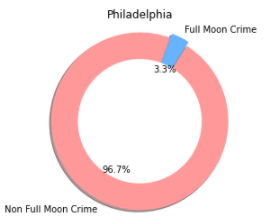 Philadelphia
Full Moon Crime
3.3%
96.7%
Non Full Moon Crime